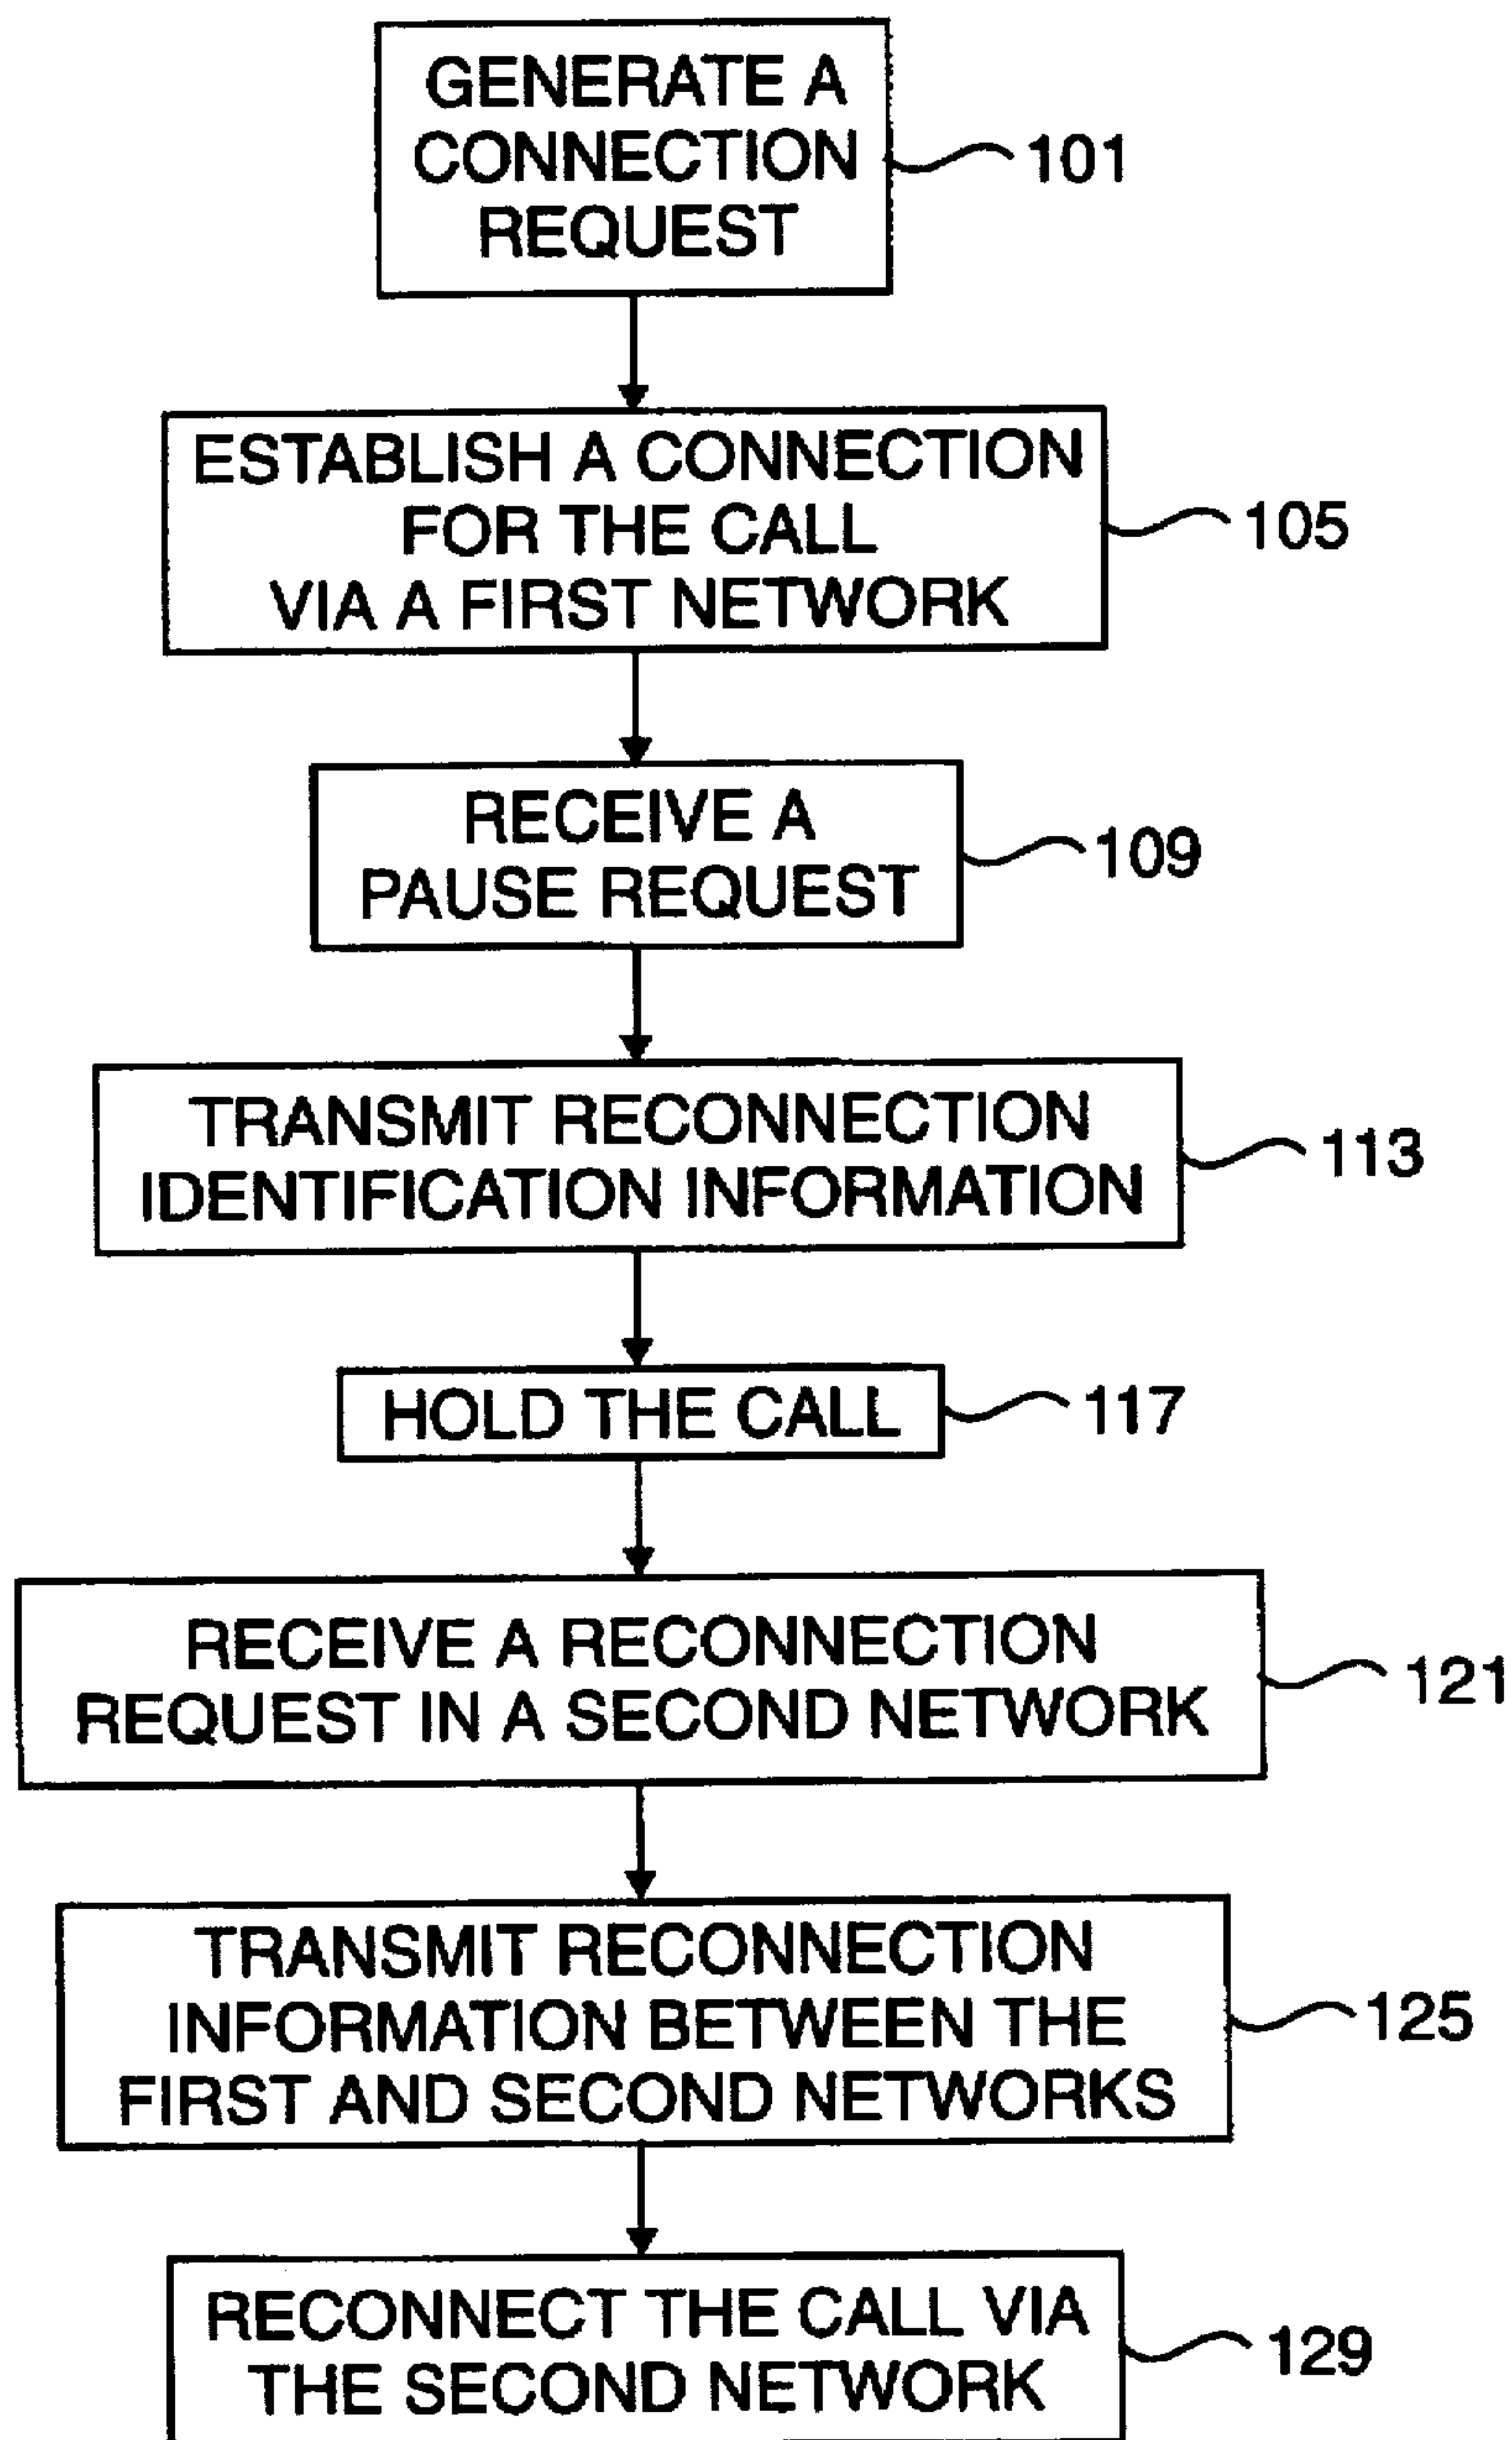 GENERATE A
CONNECTION
REQUEST
101
ESTABLISH A CONNECTION
FOR THE CALL
VIA A FIRST NETWORK
105
RECEIVE A
PAUSE REQUEST
109
TRANSMIT RECONNECTION
IDENTIFICATION INFORMATION
113
HOLD THE CALL
117
RECEIVE A RECONNECTION
REQUEST IN A SECOND NETWORK
121
TRANSMIT RECONNECTION
INFORMATION BETWEEN THE
FIRST AND SECOND NETWORKS
125
RECONNECT THE CALL VIA
THE SECOND NETWORK
129